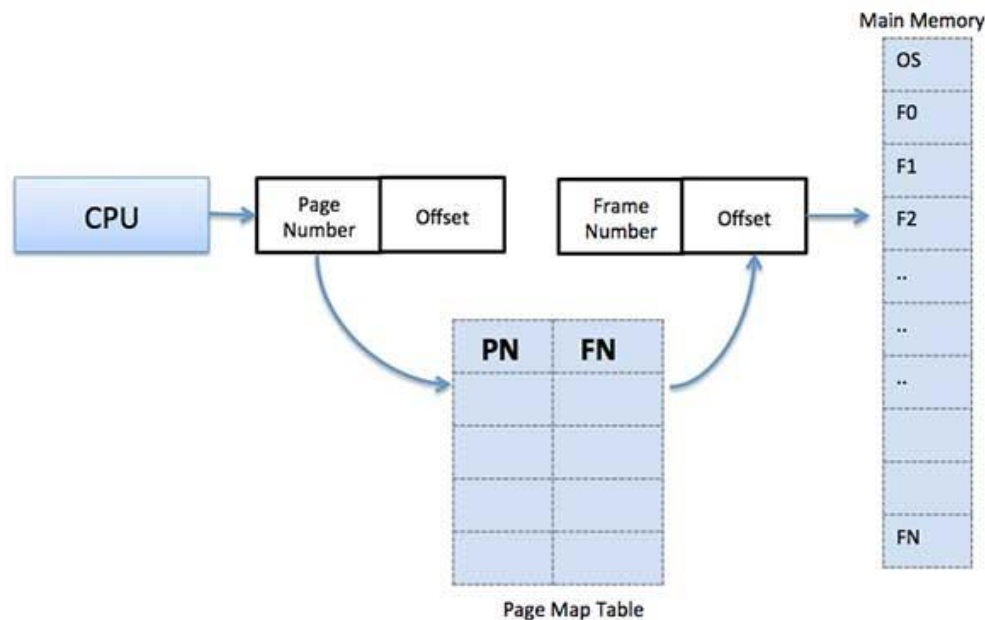 Main Memory
OS
F0
F1
F2
..
..
..
FN
CPU
Page
Number
Offset
Frame
Number
Offset
PN FN
Page Map Table